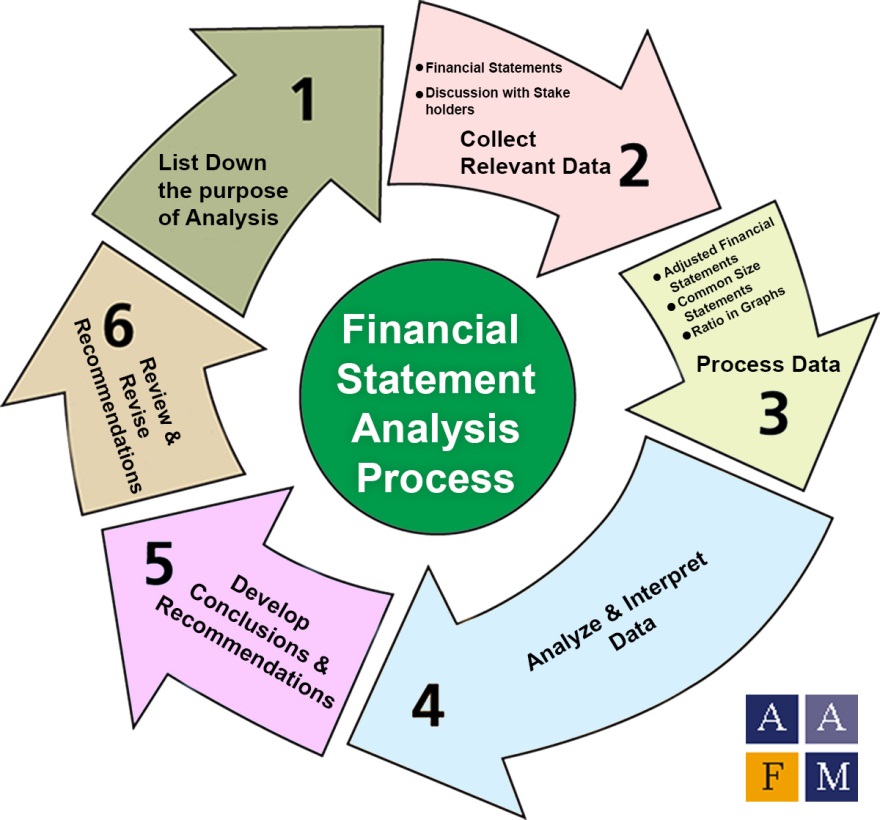 Financial
Statement
Analysis
Process
1
List Down
the purpose
of Analysis
●Financial Statements
●Discussion with Stake
holders
Collect
Relevant Data
2
●Adjusted Financial
Statements
●Common Size
Statements
●Ratio in Graphs
Process Data
3
Analyze & Interpret
Data
4
5
Develop
Conclusions &
Recommendations
6
Review &
Revise
Recommendations
A A
F M